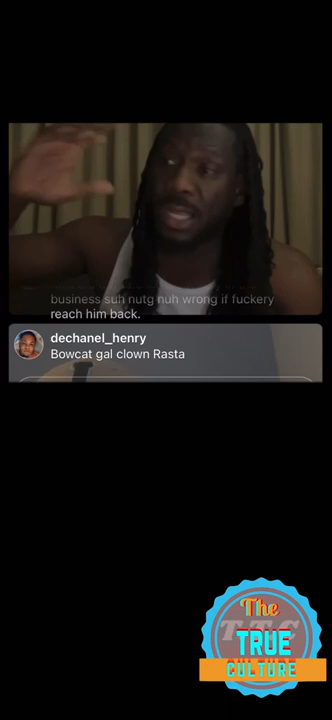 business suh nutg nuh wrong if fuckery
reach him back.
dechanel_henry
Bowcat gal clown Rasta
The
T.T.C
TRUE
CULTURE